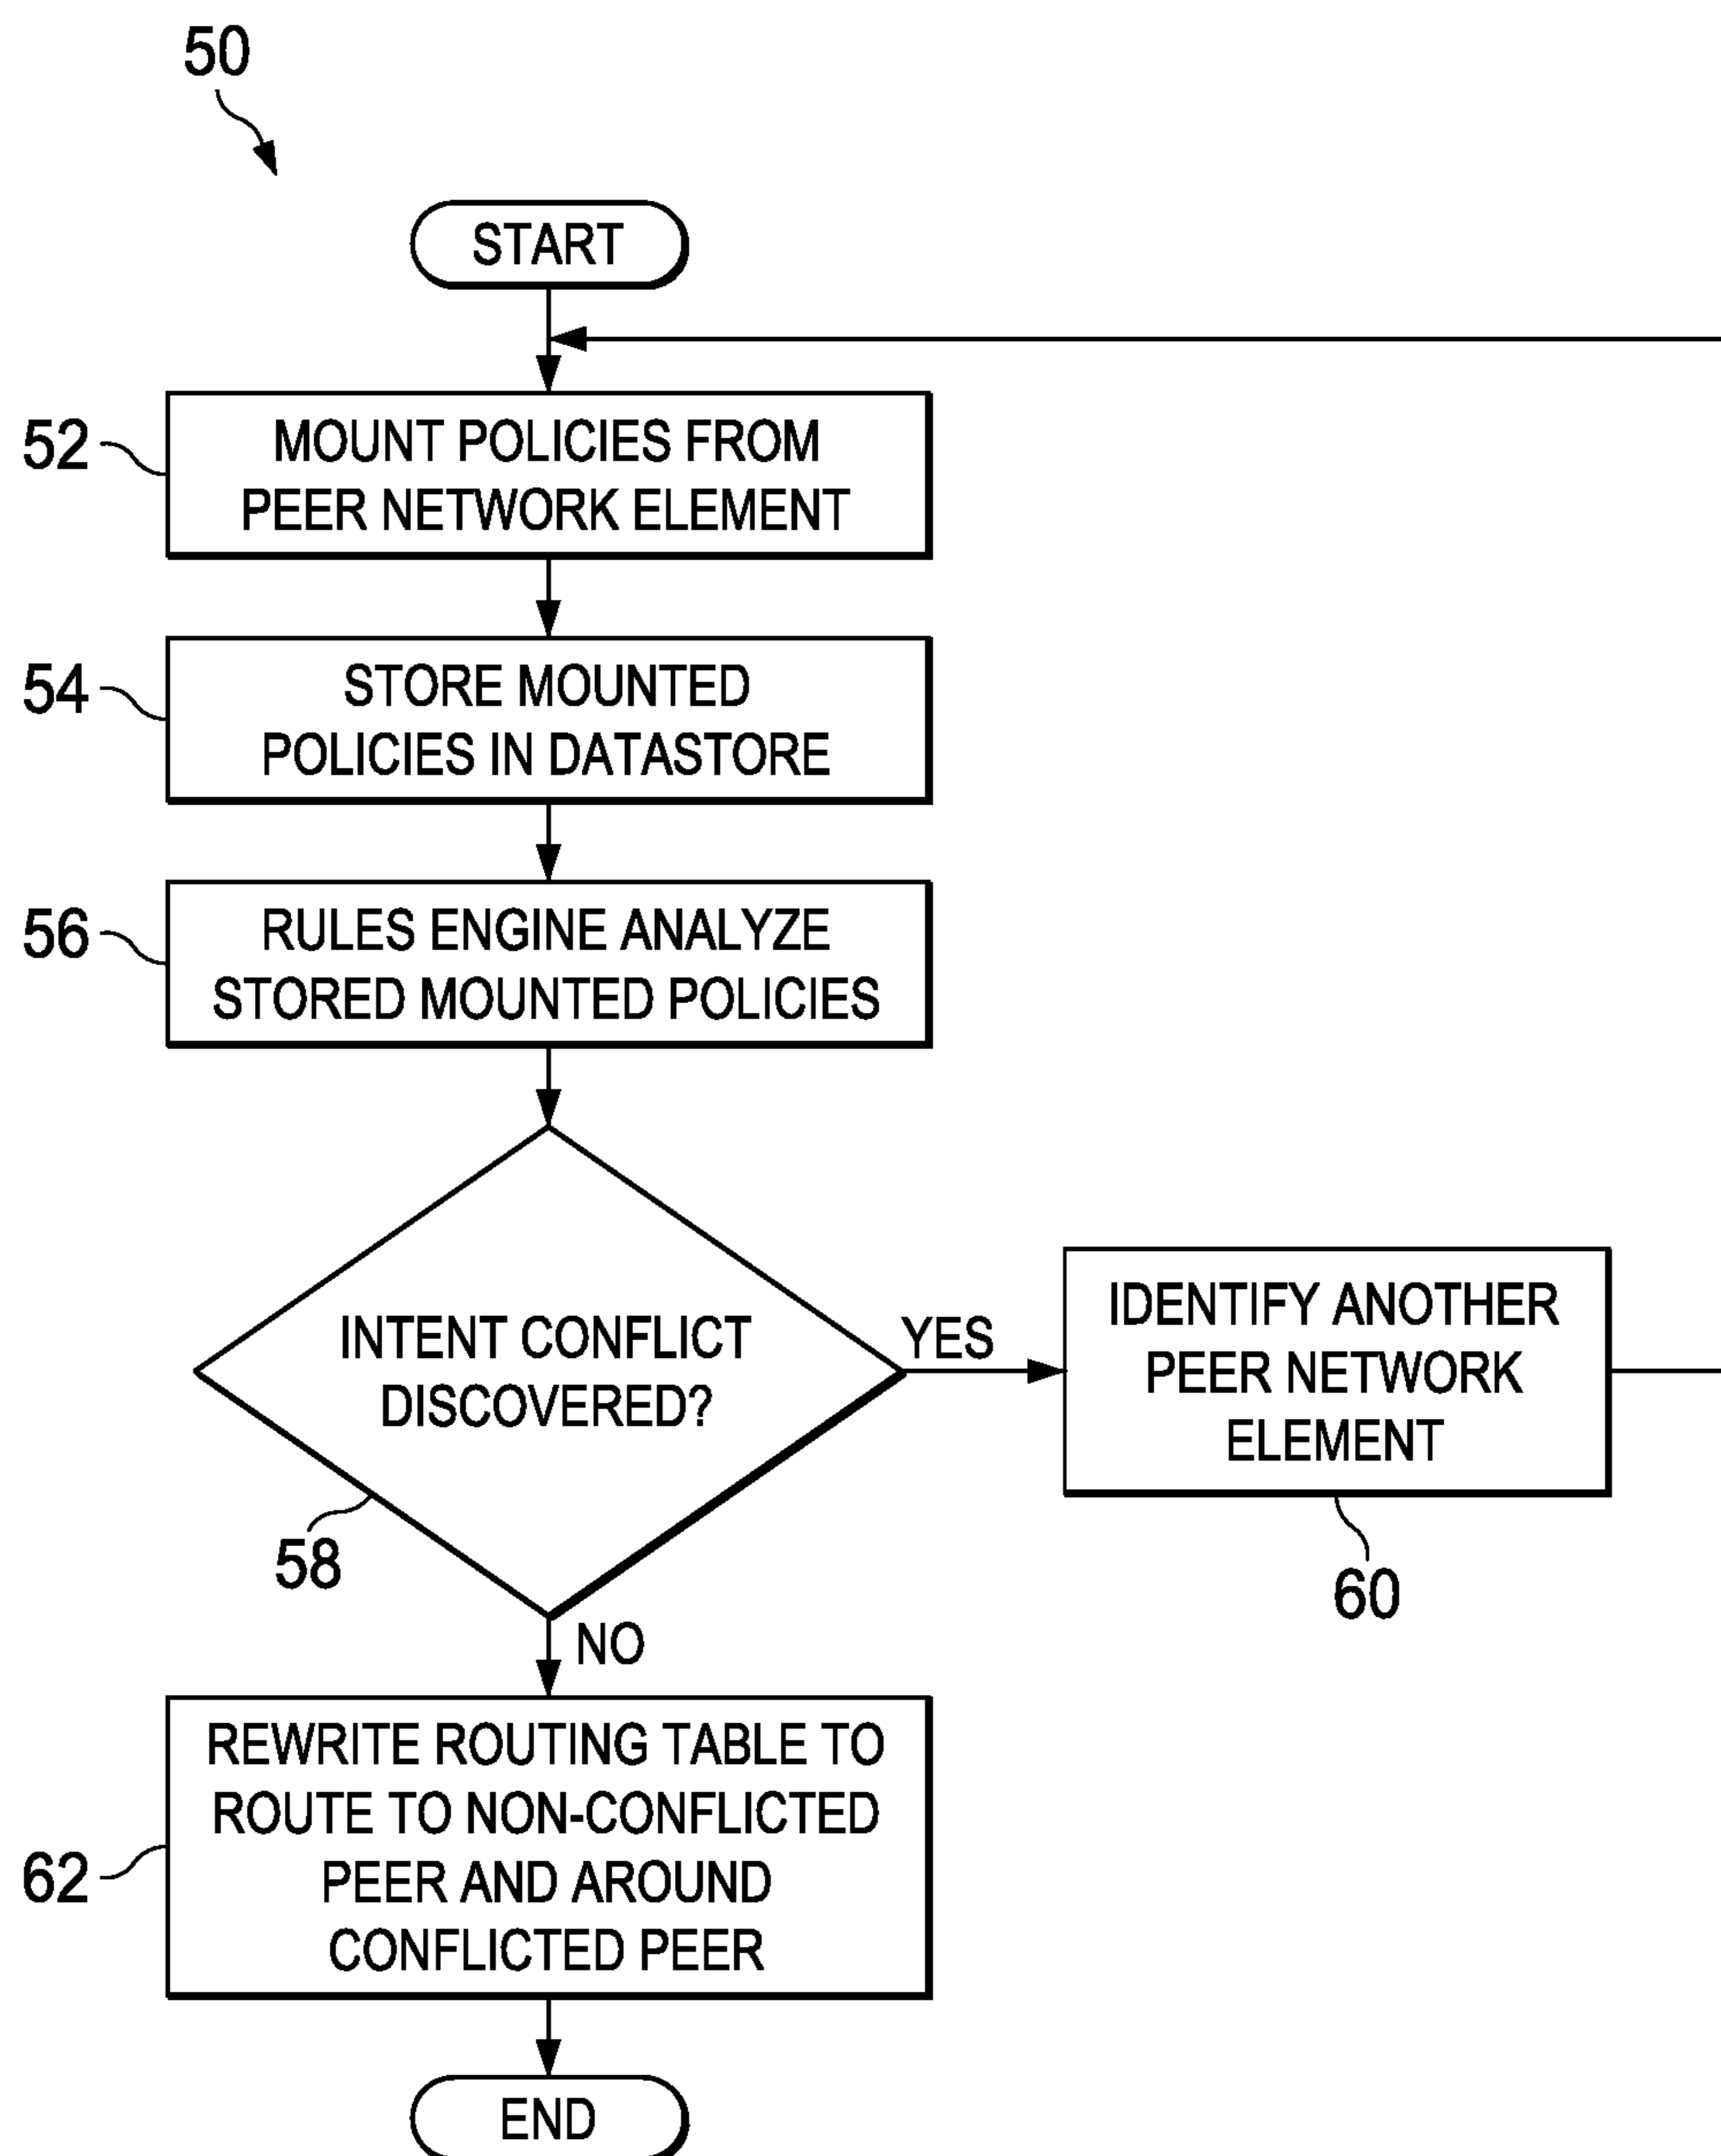 50
START
52
MOUNT POLICIES FROM
PEER NETWORK ELEMENT
54
STORE MOUNTED
POLICIES IN DATASTORE
56
RULES ENGINE ANALYZE
STORED MOUNTED POLICIES
INTENT CONFLICT
DISCOVERED?
58
YES
IDENTIFY ANOTHER
PEER NETWORK
ELEMENT
60
NO
62
REWRITE ROUTING TABLE TO
ROUTE TO NON-CONFLICTED
PEER AND AROUND
CONFLICTED PEER
END